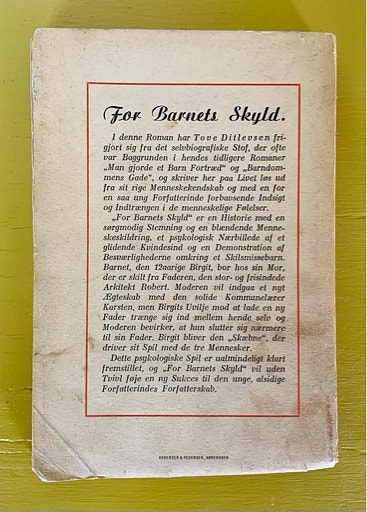 For Barnets Skyld.
I denne Roman har Tove Ditlevsen fri-
gjort sig fra det selvbiografiske Stof, der ofte
var Baggrunden i hendes tidligere Romaner
„Man gjorde et Barn Fortræd" og „Barndom-
mens Gade", og skriver her paa Livet løs ud
fra sit rige Menneskekendskab og med en for
en saa ung Forfatterinde forbavsende Indsigt
og Indtrængen i de menneskelige Følelser.
„For Barnets Skyld" er en Historie med en
sørgmodig Stemning og en blændende Menne-
skeskildring, et psykologisk Nærbillede af et
glidende Kvindesind og en Demonstration af
Besværlighederne omkring et Skilsmissebarn.
Barnet, den 12aarige Birgit, bor hos sin Mor,
der er skilt fra Faderen, den stor- og frisindede
Arkitekt Robert. Moderen vil indgaa et nyt
Ægteskab med den solide Kommunelærer
Karsten, men Birgits Uvilje mod at lade en ny
Fader trænge sig ind mellem hende selv og
Moderen bevirker, at hun slutter sig nærmere
til sin Fader. Birgit bliver den „Skæbne", der
driver sit Spil med de tre Mennesker.
Dette psykologiske Spil er ualmindeligt klart
fremstillet, og „For Barnets Skyld" vil uden
Tvivl føje en ny Sukces til den unge, alsidige
Forfatterindes Forfatterskab.
ANDERSEN & PEDERSEN, KØBENHAVN